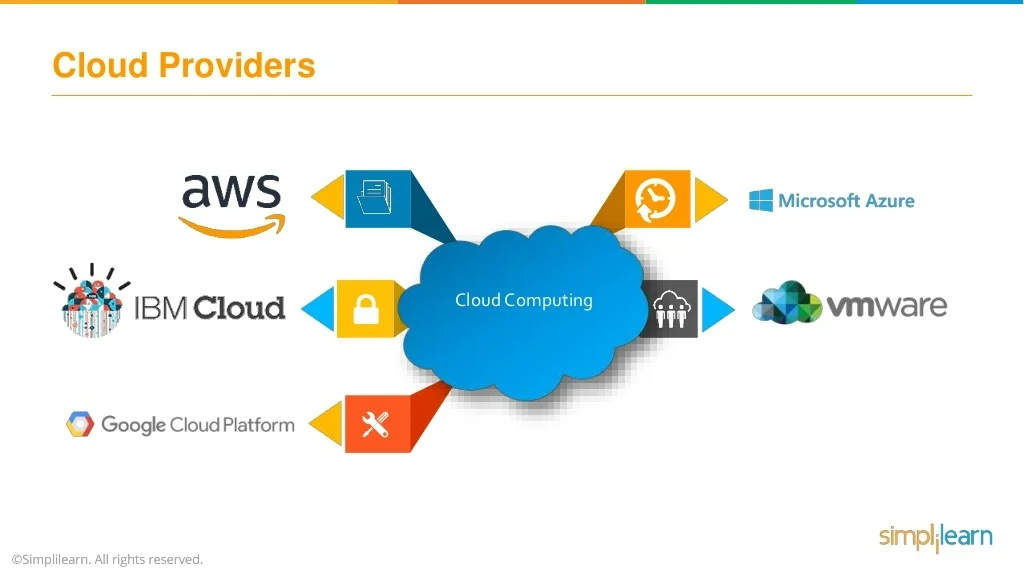 Cloud Providers
aws
Microsoft Azure
IBM Cloud
Cloud Computing
vmware
Google Cloud Platform
simplilearn
©Simplilearn. All rights reserved.